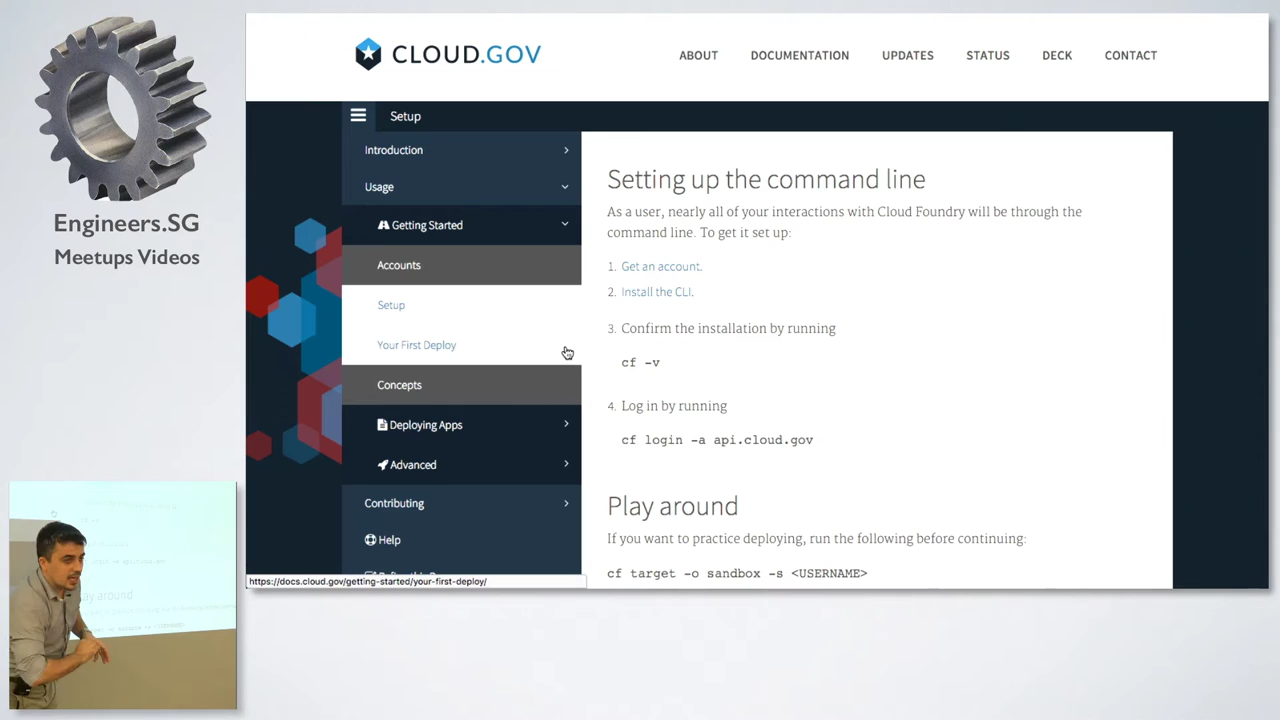 CLOUD.GOV
ABOUT
DOCUMENTATION
UPDATES
STATUS
DECK
CONTACT
Engineers.SG
Meetups Videos
Setup
Introduction
Usage
Getting Started
Accounts
Setup
Your First Deploy
Concepts
Deploying Apps
Advanced
Contributing
Help
https://docs.cloud.gov/getting-started/your-first-deploy/
Setting up the command line
As a user, nearly all of your interactions with Cloud Foundry will be through the
command line. To get it set up:
1. Get an account.
2. Install the CLI.
3. Confirm the installation by running
cf -v
4. Log in by running
cf login -a api.cloud.gov
Play around
If you want to practice deploying, run the following before continuing:
cf target -o sandbox -s <USERNAME>
lay around